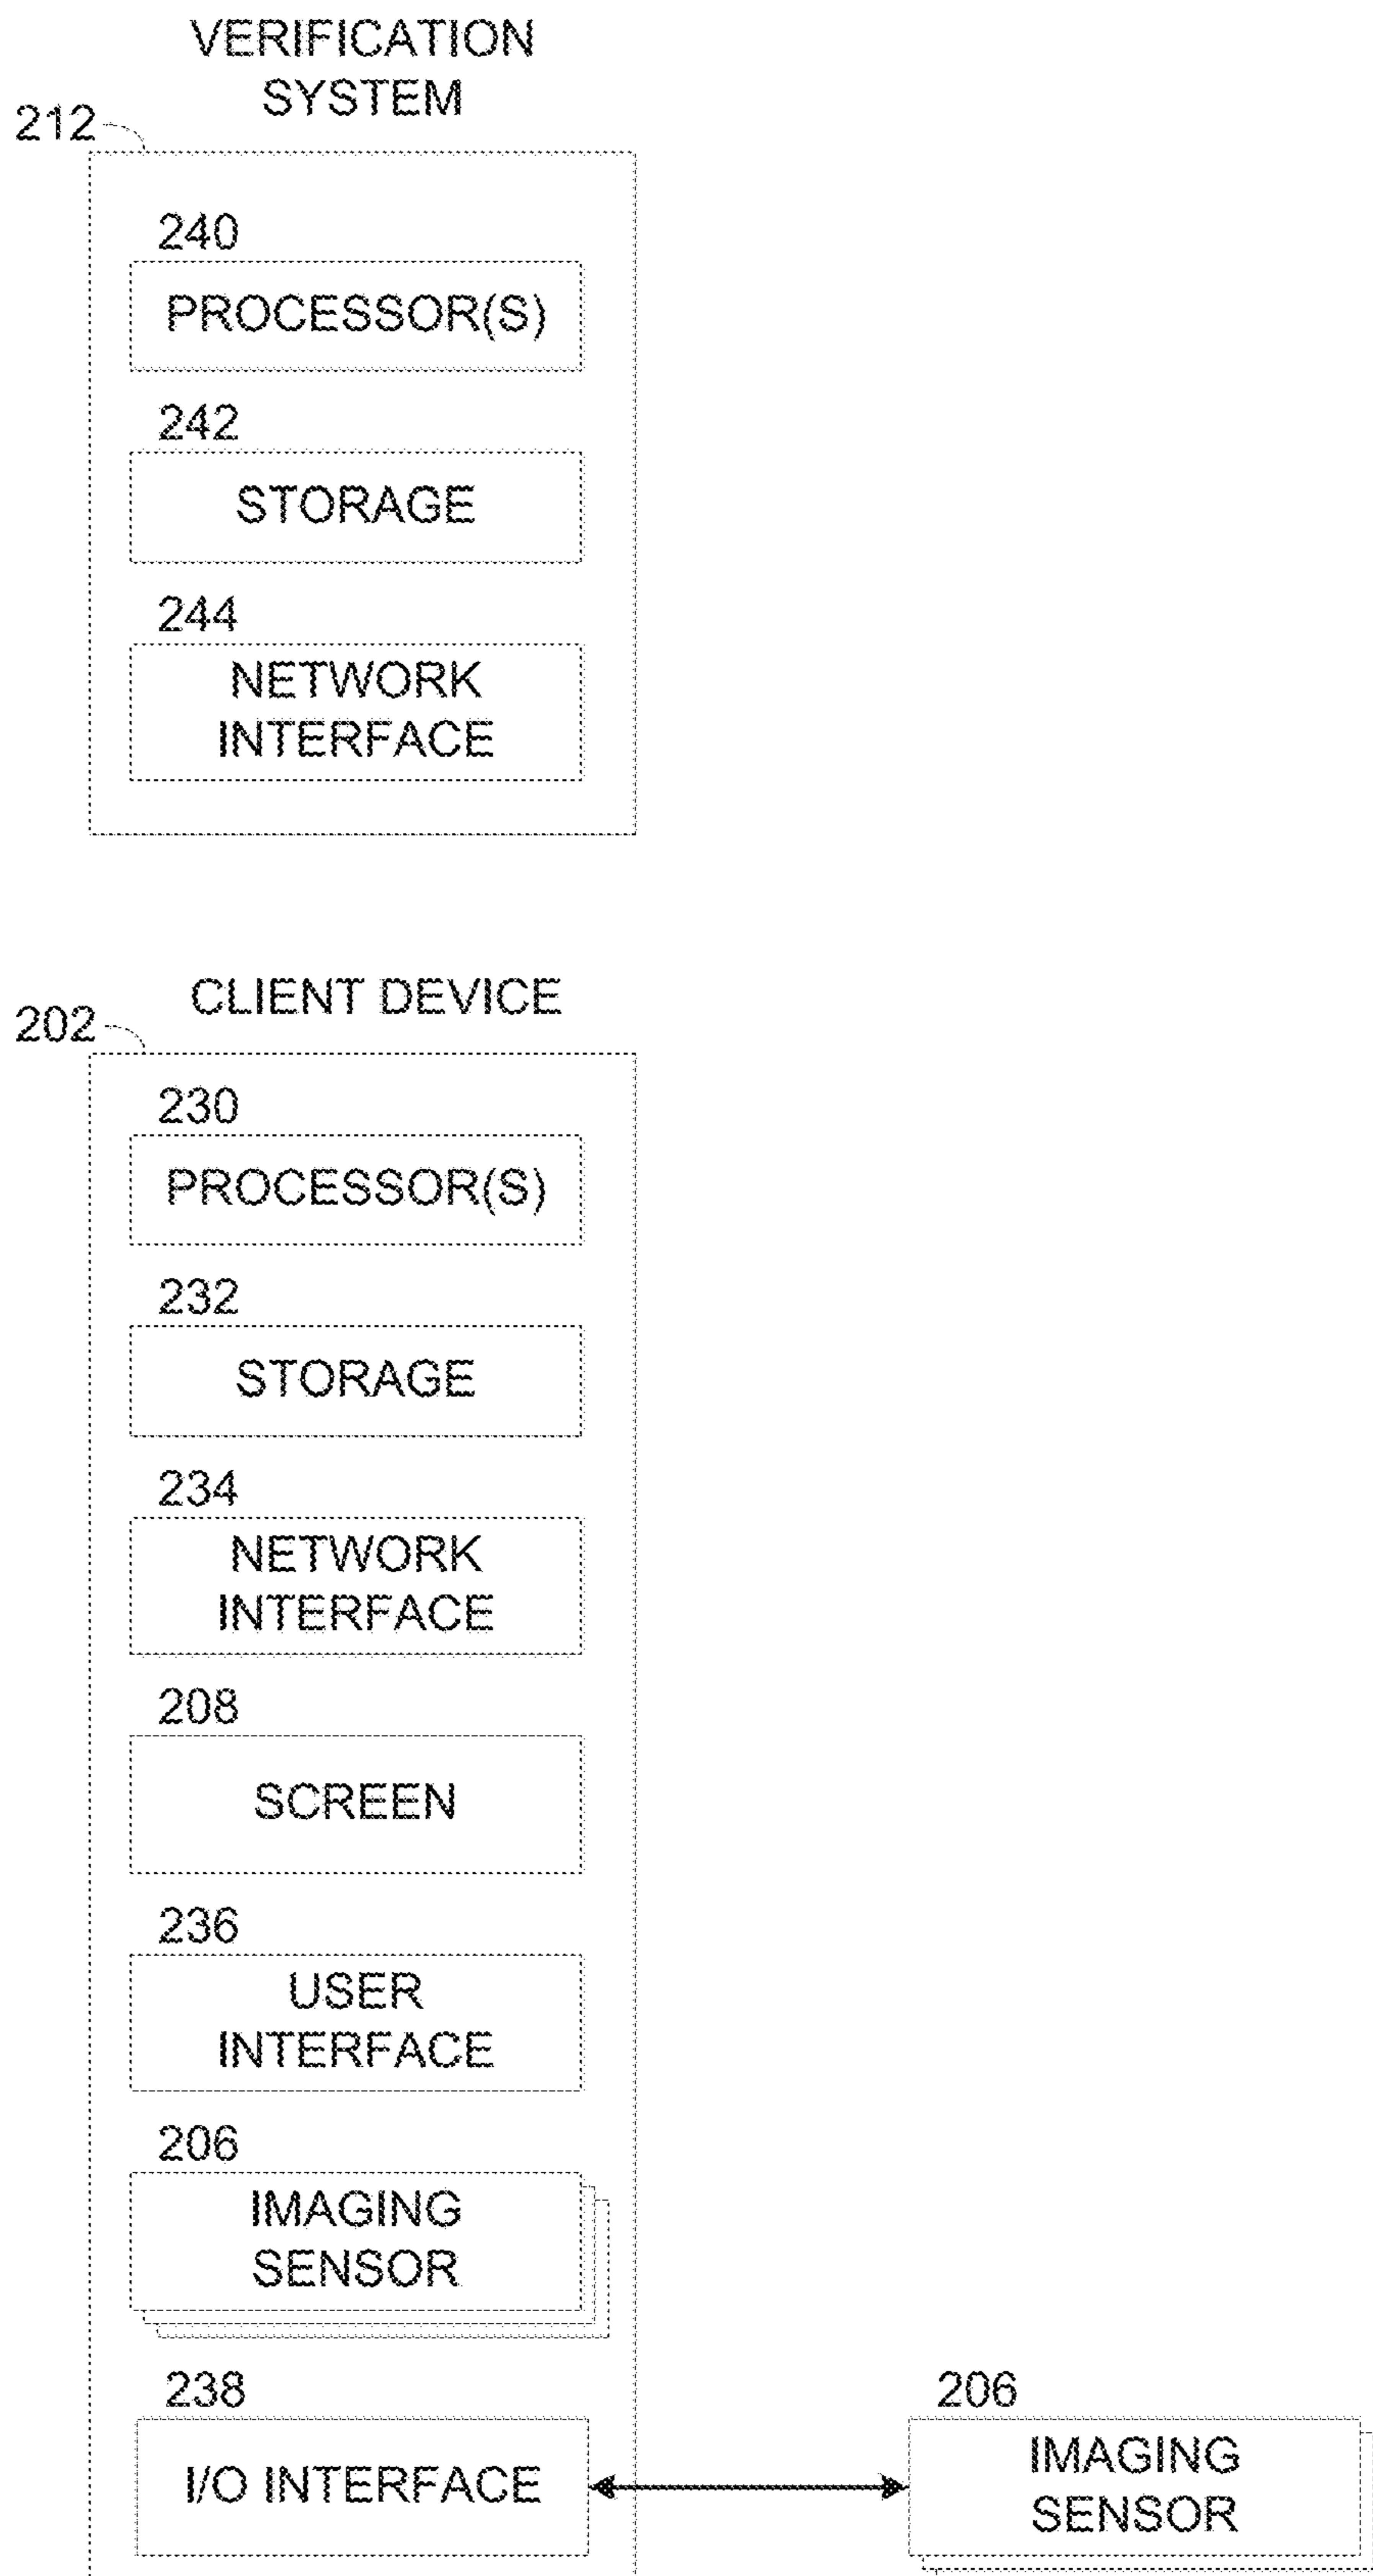 VERIFICATION
SYSTEM
212
240
PROCESSOR(S)
242
STORAGE
244
NETWORK
INTERFACE
CLIENT DEVICE
202
230
PROCESSOR(S)
232
STORAGE
234
NETWORK
INTERFACE
208
SCREEN
236
USER
INTERFACE
206
IMAGING
SENSOR
238
I/O INTERFACE
206
IMAGING
SENSOR